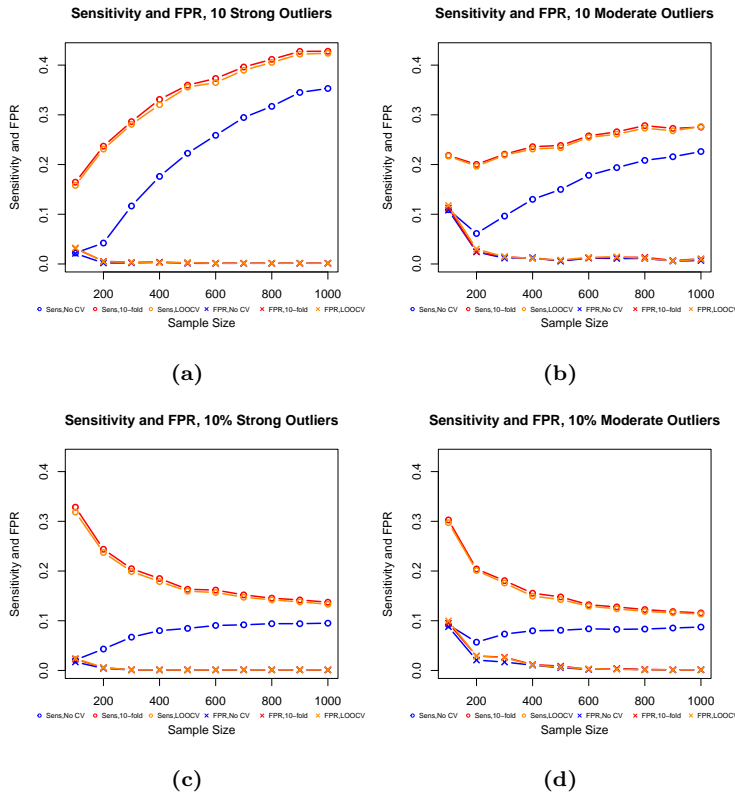 Sensitivity and FPR, 10 Strong Outliers
Sensitivity and FPR
0.0 0.1 0.2 0.3 0.4
200 400 600 800 1000
Sens,No CV Sens,10−fold Sens,LOOCV FPR,No CV FPR,10−fold FPR,LOOCV
Sample Size
(a)
Sensitivity and FPR, 10 Moderate Outliers
Sensitivity and FPR
0.0 0.1 0.2 0.3 0.4
200 400 600 800 1000
Sens,No CV Sens,10−fold Sens,LOOCV FPR,No CV FPR,10−fold FPR,LOOCV
Sample Size
(b)
Sensitivity and FPR, 10% Strong Outliers
Sensitivity and FPR
0.0 0.1 0.2 0.3 0.4
200 400 600 800 1000
Sens,No CV Sens,10−fold Sens,LOOCV FPR,No CV FPR,10−fold FPR,LOOCV
Sample Size
(c)
Sensitivity and FPR, 10% Moderate Outliers
Sensitivity and FPR
0.0 0.1 0.2 0.3 0.4
200 400 600 800 1000
Sens,No CV Sens,10−fold Sens,LOOCV FPR,No CV FPR,10−fold FPR,LOOCV
Sample Size
(d)